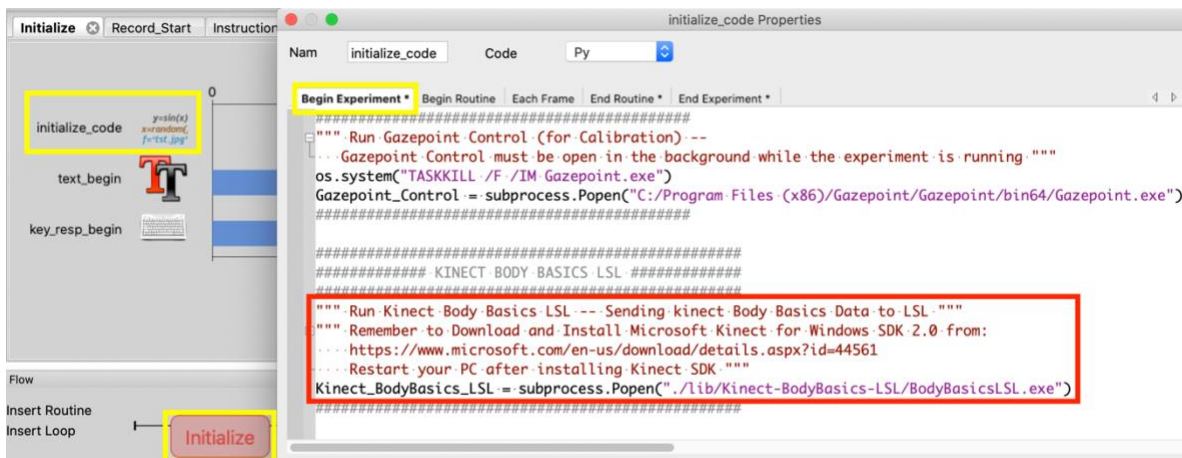 Initialize
Record_Start
Instruction
0
initialize_code
y=sin(x)
x=random(,
f="tst.jpg"
text_begin
TT
key_resp_begin
Flow
Insert Routine
Insert Loop
Initialize
initialize_code Properties
Nam initialize_code Code Py
Begin Experiment * Begin Routine Each Frame End Routine * End Experiment *
###########################################
""" Run Gazepoint Control (for Calibration) --
Gazepoint Control must be open in the background while the experiment is running """
os.system("TASKKILL /F /IM Gazepoint.exe")
Gazepoint_Control = subprocess.Popen("C:/Program Files (x86)/Gazepoint/Gazepoint/bin64/Gazepoint.exe")
###########################################
#################################################
############# KINECT BODY BASICS LSL #############
#################################################
""" Run Kinect Body Basics LSL -- Sending kinect Body Basics Data to LSL """
""" Remember to Download and Install Microsoft Kinect for Windows SDK 2.0 from:
https://www.microsoft.com/en-us/download/details.aspx?id=44561
Restart your PC after installing Kinect SDK """
Kinect_BodyBasics_LSL = subprocess.Popen("./lib/Kinect-BodyBasics-LSL/BodyBasicsLSL.exe")
#################################################